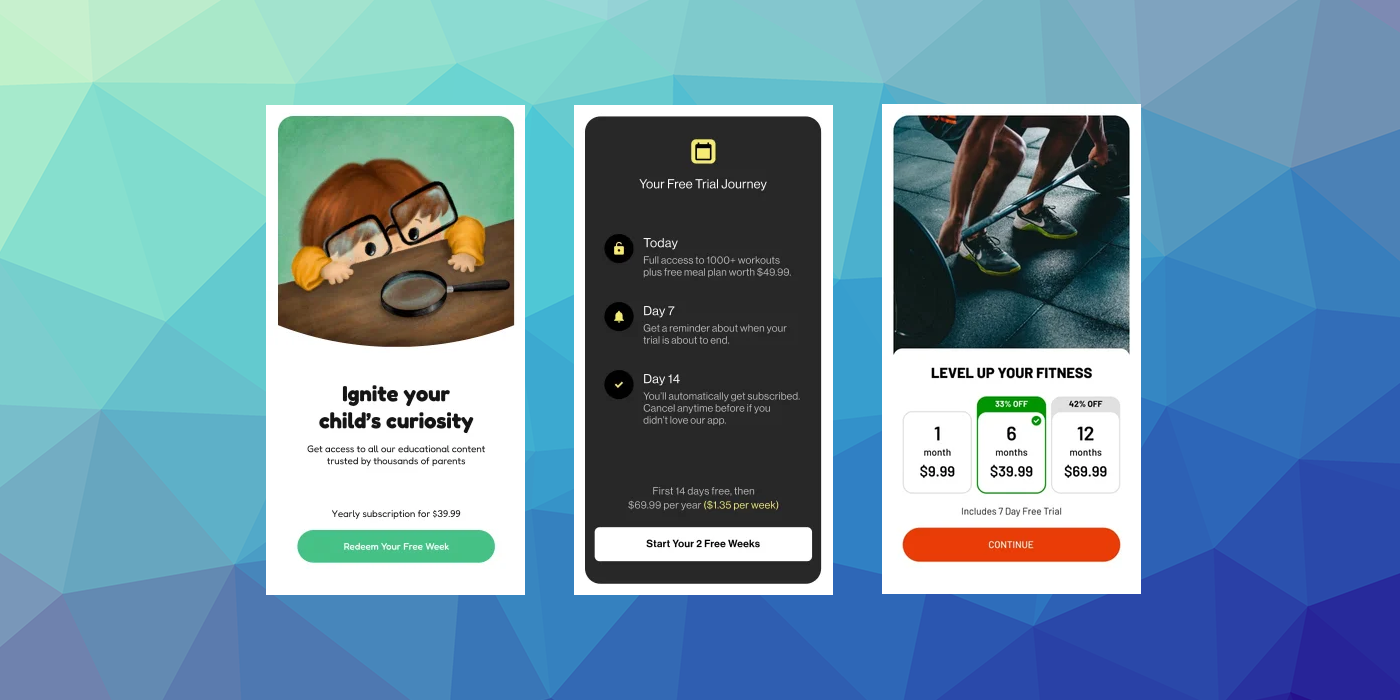 Ignite your
child's curiosity
Get access to all our educational content
trusted by thousands of parents
Yearly subscription for $39.99
Redeem Your Free Week
Your Free Trial Journey
Today
Full access to 1000+ workouts
plus free meal plan worth $49.99.
Day 7
Get a reminder about when your
trial is about to end.
Day 14
You'll automatically get subscribed.
Cancel anytime before if you
didn't love our app.
First 14 days free, then
$69.99 per year ($1.35 per week)
Start Your 2 Free Weeks
LEVEL UP YOUR FITNESS
1
month
$9.99
33% OFF
6
months
$39.99
42% OFF
12
months
$69.99
Includes 7 Day Free Trial
CONTINUE